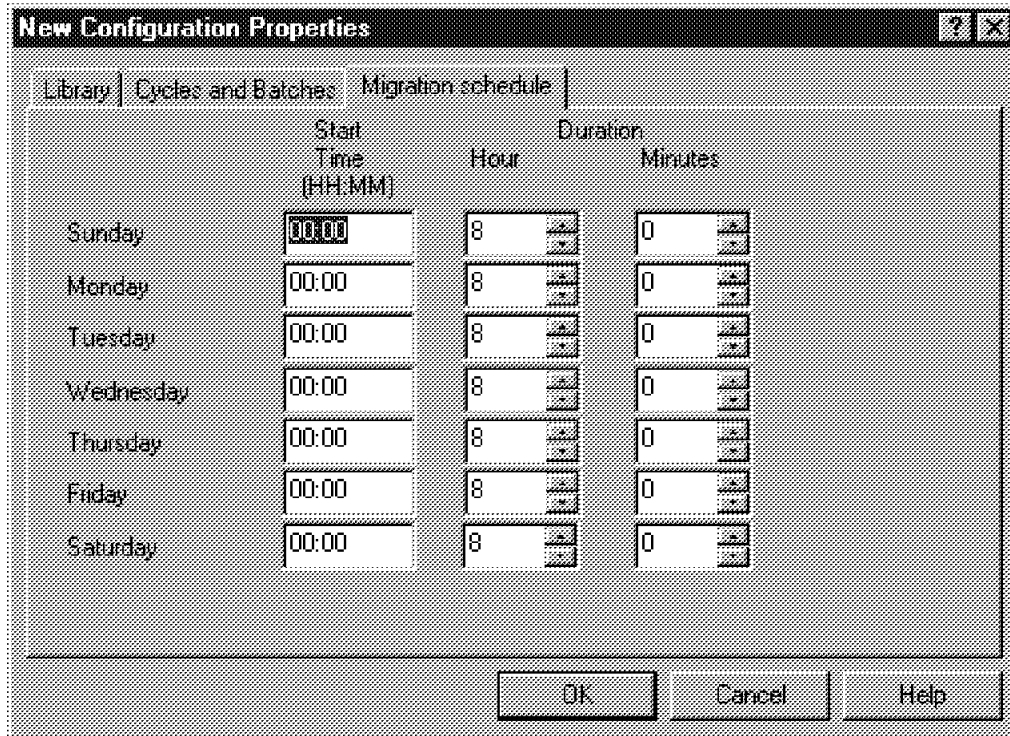 New Configuration Properties
Library Cycles and Batches Migration schedule
Start Duration
Time Hour Minutes
(HH:MM)
Sunday 00:00 8 0
Monday 00:00 8 0
Tuesday 00:00 8 0
Wednesday 00:00 8 0
Thursday 00:00 8 0
Friday 00:00 8 0
Saturday 00:00 8 0
OK Cancel Help